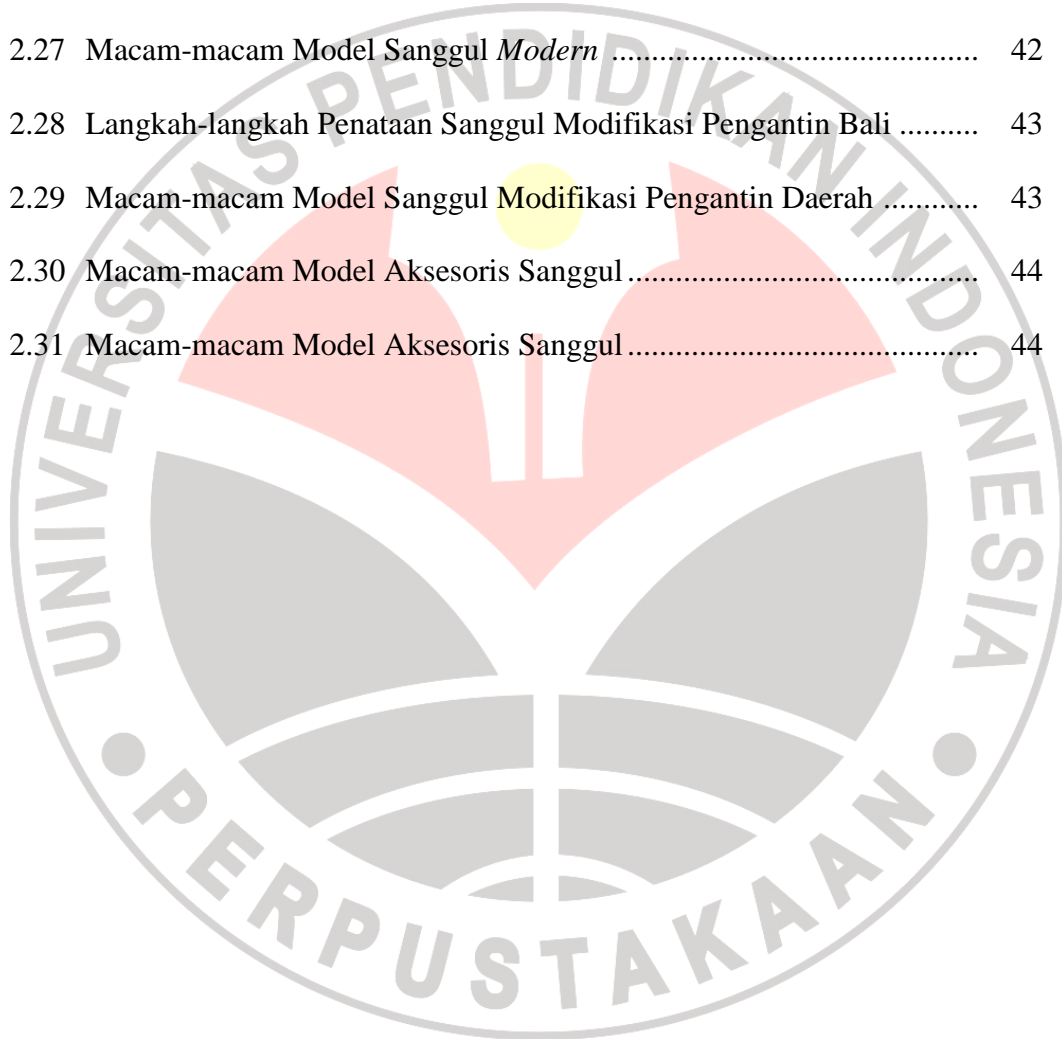 2.27 Macam-macam Model Sanggul Modern .............................................. 42
2.28 Langkah-langkah Penataan Sanggul Modifikasi Pengantin Bali .......... 43
2.29 Macam-macam Model Sanggul Modifikasi Pengantin Daerah ............ 43
2.30 Macam-macam Model Aksesoris Sanggul ............................................ 44
2.31 Macam-macam Model Aksesoris Sanggul ............................................ 44
UNIVERSITAS PENDIDIKAN INDONESIA
PERPUSTAKAAN